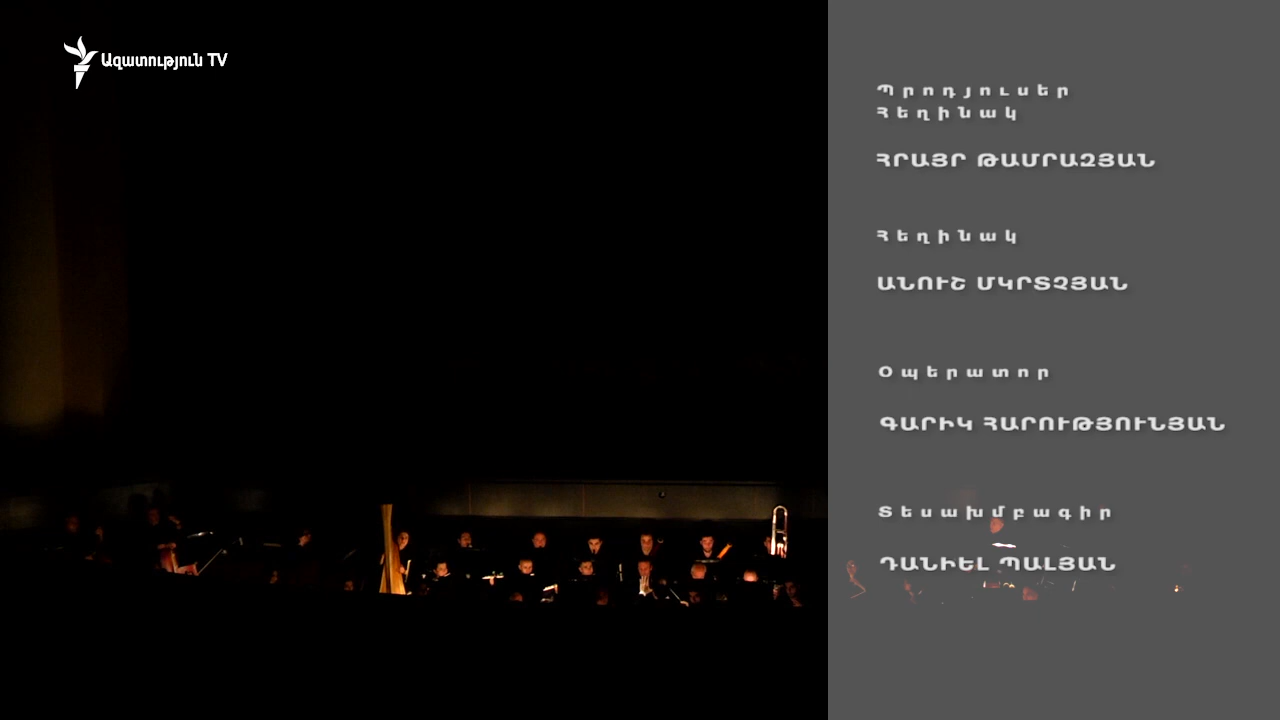 Ազատություն TV
Պրոդյուսեր
Հեղինակ
ՀՐԱՅՐ ԹԱՄՐԱԶՅԱՆ
Հեղինակ
ԱՆՈՒՇ ՄԿՐՏՉՅԱՆ
Օպերատոր
ԳԱՐԻԿ ՀԱՐՈՒԹՅՈՒՆՅԱՆ
Տեսախմբագիր
ԴԱՆԻԵԼ ՊԱԼՅԱՆ